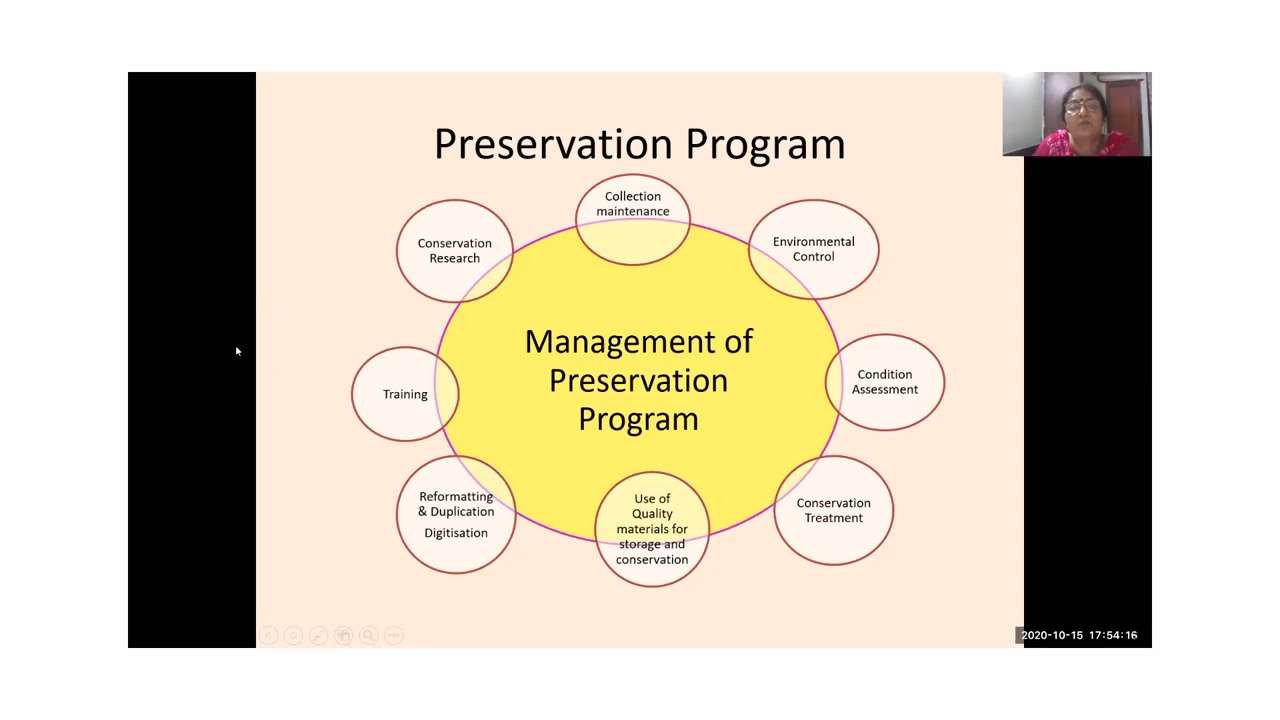 Preservation Program
Collection
maintenance
Environmental
Control
Condition
Assessment
Conservation
Treatment
Use of
Quality
materials for
storage and
conservation
Reformatting
& Duplication
Digitisation
Training
Conservation
Research
Management of
Preservation
Program
2020-10-15 17:54:16